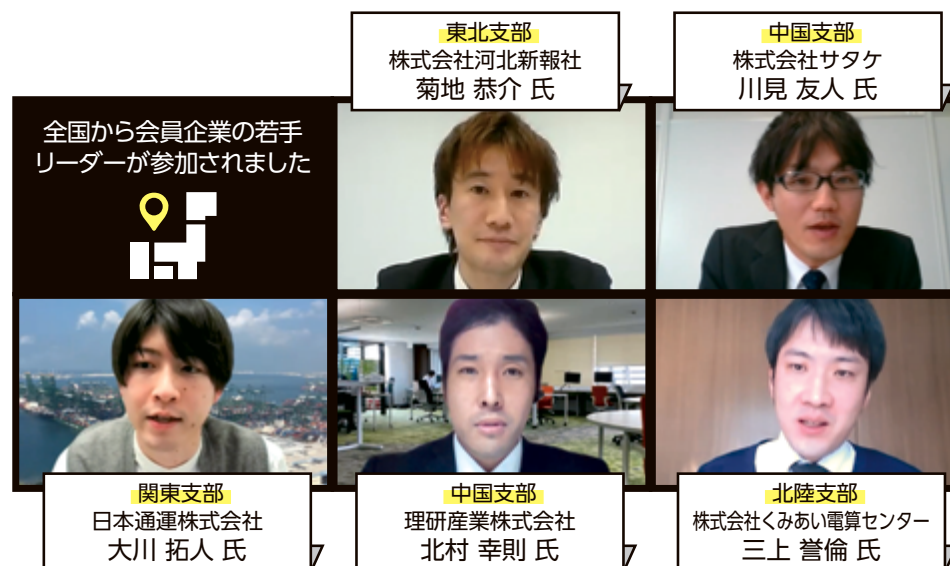 東北支部
株式会社河北新報社
菊地 恭介 氏
中国支部
株式会社サタケ
川見 友人 氏
全国から会員企業の若手
リーダーが参加されました
関東支部
日本通運株式会社
大川 拓人 氏
中国支部
理研産業株式会社
北村 幸則 氏
北陸支部
株式会社くみあい電算センター
三上 誉倫 氏